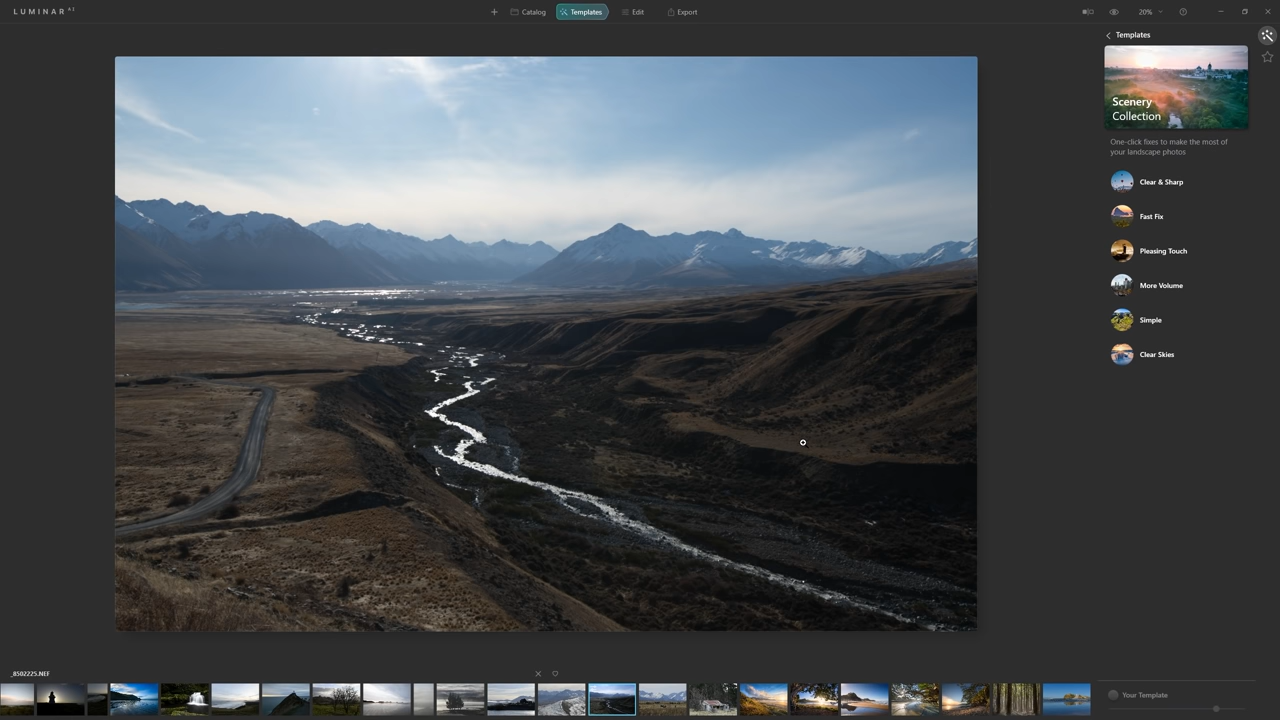 LUMINAR AI
Catalog
Templates
Edit
Export
20%
Templates
Scenery
Collection
One-click fixes to make the most of
your landscape photos
Clear & Sharp
Fast Fix
Pleasing Touch
More Volume
Simple
Clear Skies
_8502225.NEF
Your Template